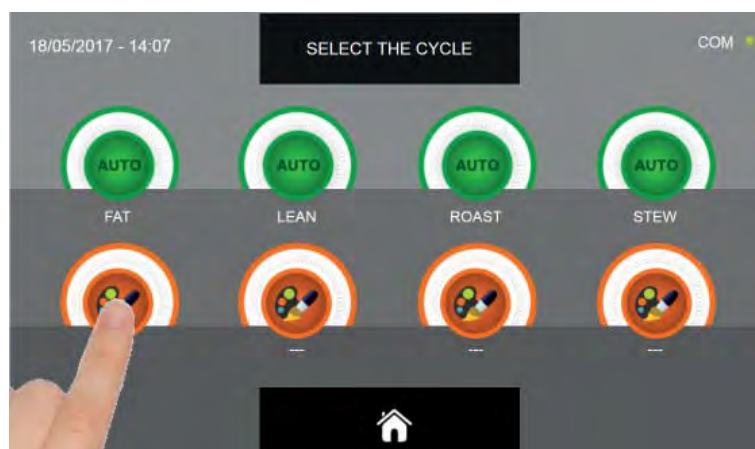 18/05/2017 - 14:07
SELECT THE CYCLE
COM
AUTO AUTO AUTO AUTO
FAT LEAN ROAST STEW
--- --- ---